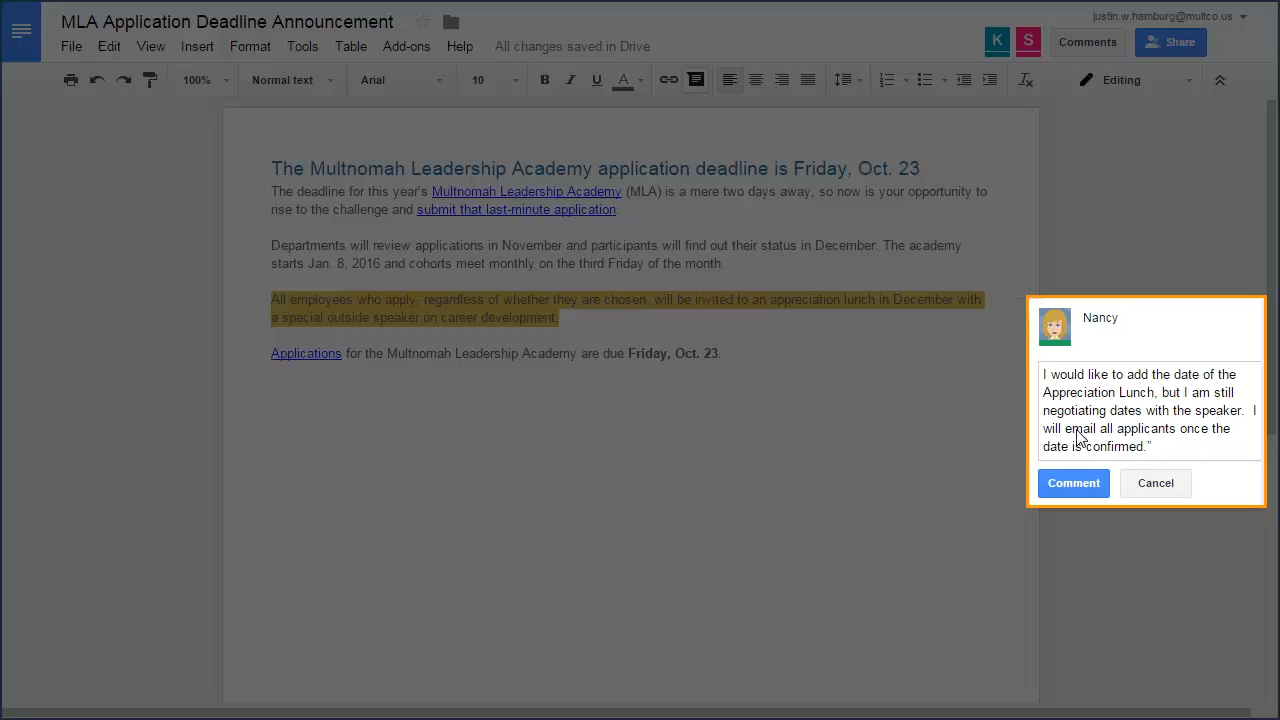 MLA Application Deadline Announcement
justin.w.hamburg@multco.us
File Edit View Insert Format Tools Table Add-ons Help All changes saved in Drive
K S Comments Share
100% Normal text Arial 10 B I U A Editing
The Multnomah Leadership Academy application deadline is Friday, Oct. 23
The deadline for this year's Multnomah Leadership Academy (MLA) is a mere two days away, so now is your opportunity to
rise to the challenge and submit that last-minute application.
Departments will review applications in November and participants will find out their status in December. The academy
starts Jan. 8, 2016 and cohorts meet monthly on the third Friday of the month.
All employees who apply, regardless of whether they are chosen, will be invited to an appreciation lunch in December with
a special outside speaker on career development.
Applications for the Multnomah Leadership Academy are due Friday, Oct. 23.
Nancy
I would like to add the date of the
Appreciation Lunch, but I am still
negotiating dates with the speaker. I
will email all applicants once the
date is confirmed.”
Comment Cancel